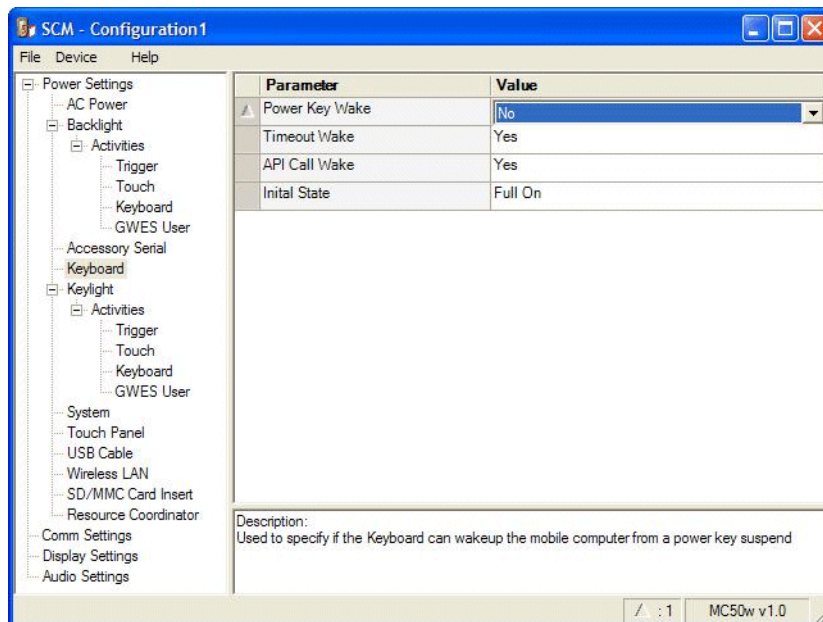 SCM - Configuration1
File Device Help
Power Settings
AC Power
Backlight
Activities
Trigger
Touch
Keyboard
GWES User
Accessory Serial
Keyboard
Keylight
Activities
Trigger
Touch
Keyboard
GWES User
System
Touch Panel
USB Cable
Wireless LAN
SD/MMC Card Insert
Resource Coordinator
Comm Settings
Display Settings
Audio Settings
Parameter Value
Power Key Wake No
Timeout Wake Yes
API Call Wake Yes
Inital State Full On
Description:
Used to specify if the Keyboard can wakeup the mobile computer from a power key suspend
: 1 MC50w v1.0